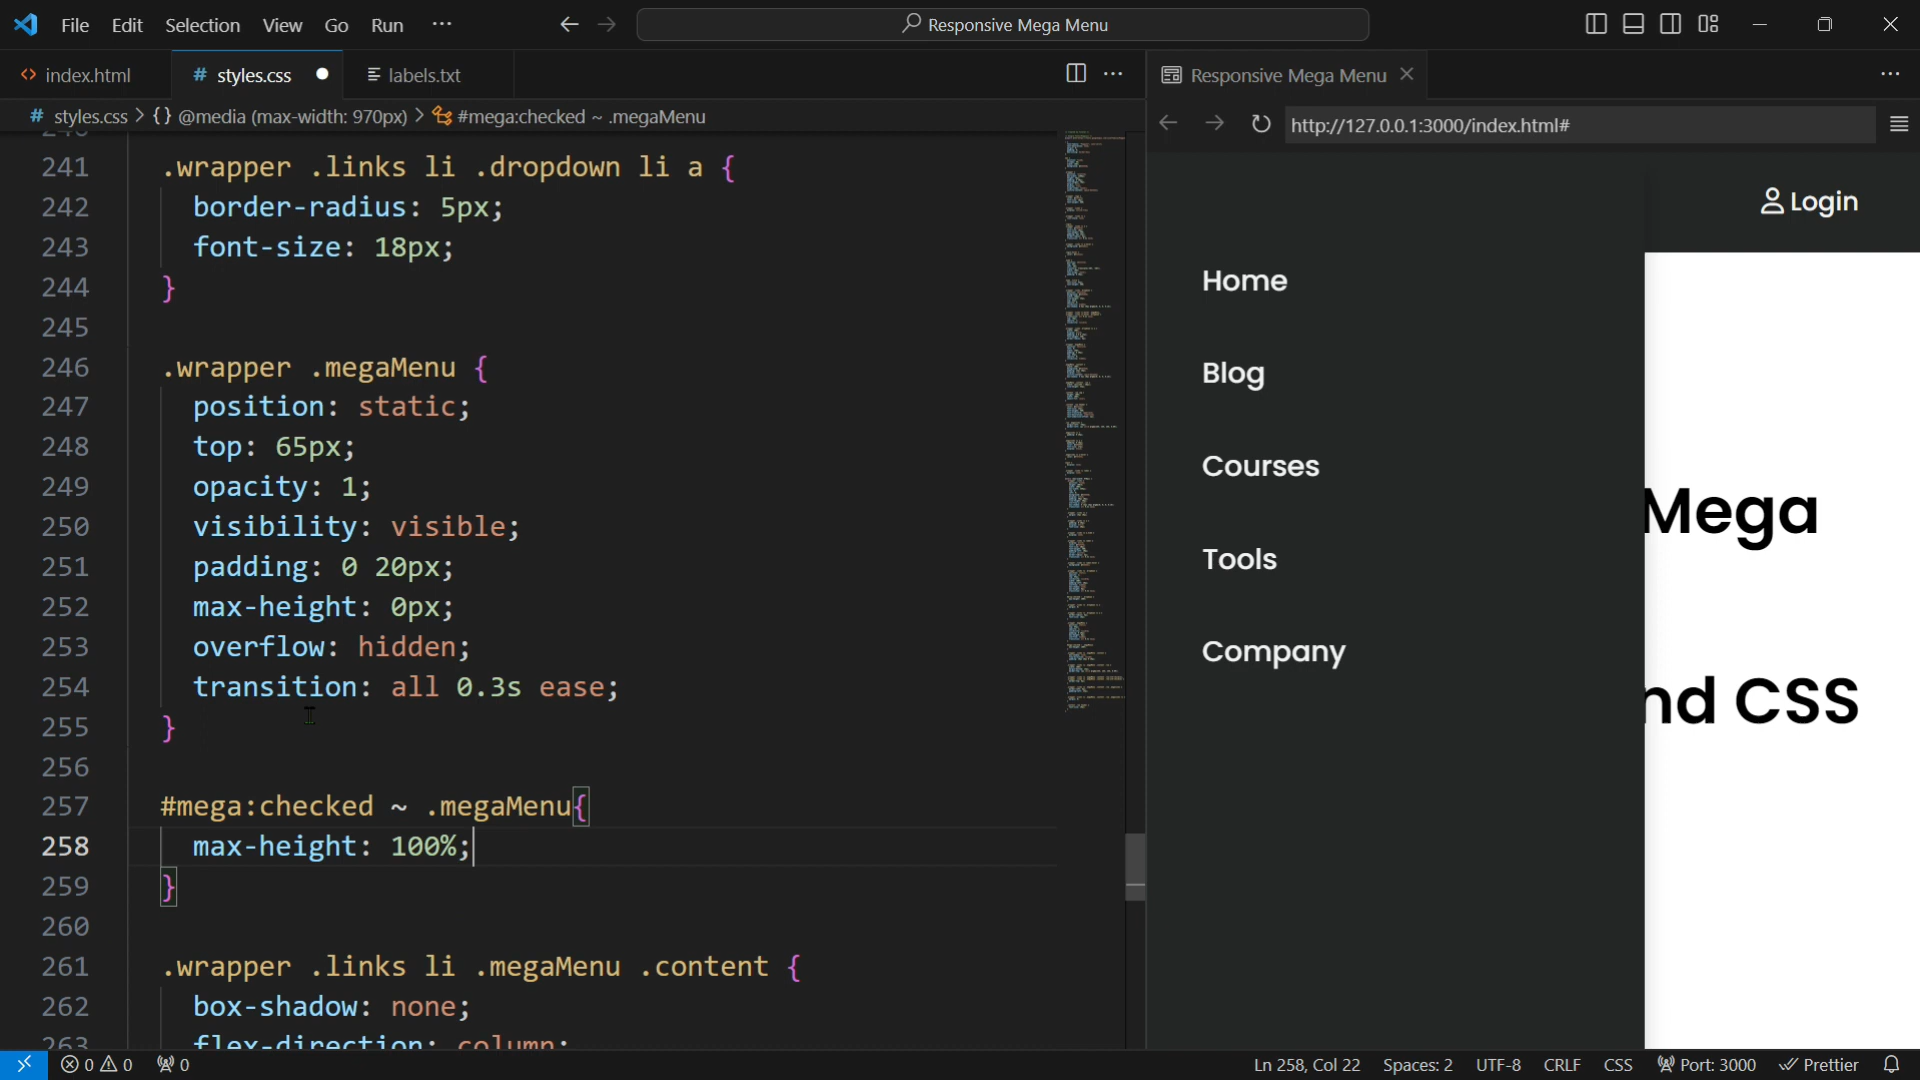 File Edit Selection View Go Run ···
Responsive Mega Menu
index.html
# styles.css
labels.txt
Responsive Mega Menu
# styles.css > {} @media (max-width: 970px) > #mega:checked ~ .megaMenu
http://127.0.0.1:3000/index.html#
241 .wrapper .links li .dropdown li a {
242 border-radius: 5px;
243 font-size: 18px;
244 }
245
246 .wrapper .megaMenu {
247 position: static;
248 top: 65px;
249 opacity: 1;
250 visibility: visible;
251 padding: 0 20px;
252 max-height: 0px;
253 overflow: hidden;
254 transition: all 0.3s ease;
255 }
256
257 #mega:checked ~ .megaMenu{
258 max-height: 100%;
259 }
260
261 .wrapper .links li .megaMenu .content {
262 box-shadow: none;
263 flex-direction: column;
Login
Home
Blog
Courses
Tools
Company
Mega
nd CSS
0 0 0
Ln 258, Col 22 Spaces: 2 UTF-8 CRLF CSS Port: 3000 Prettier